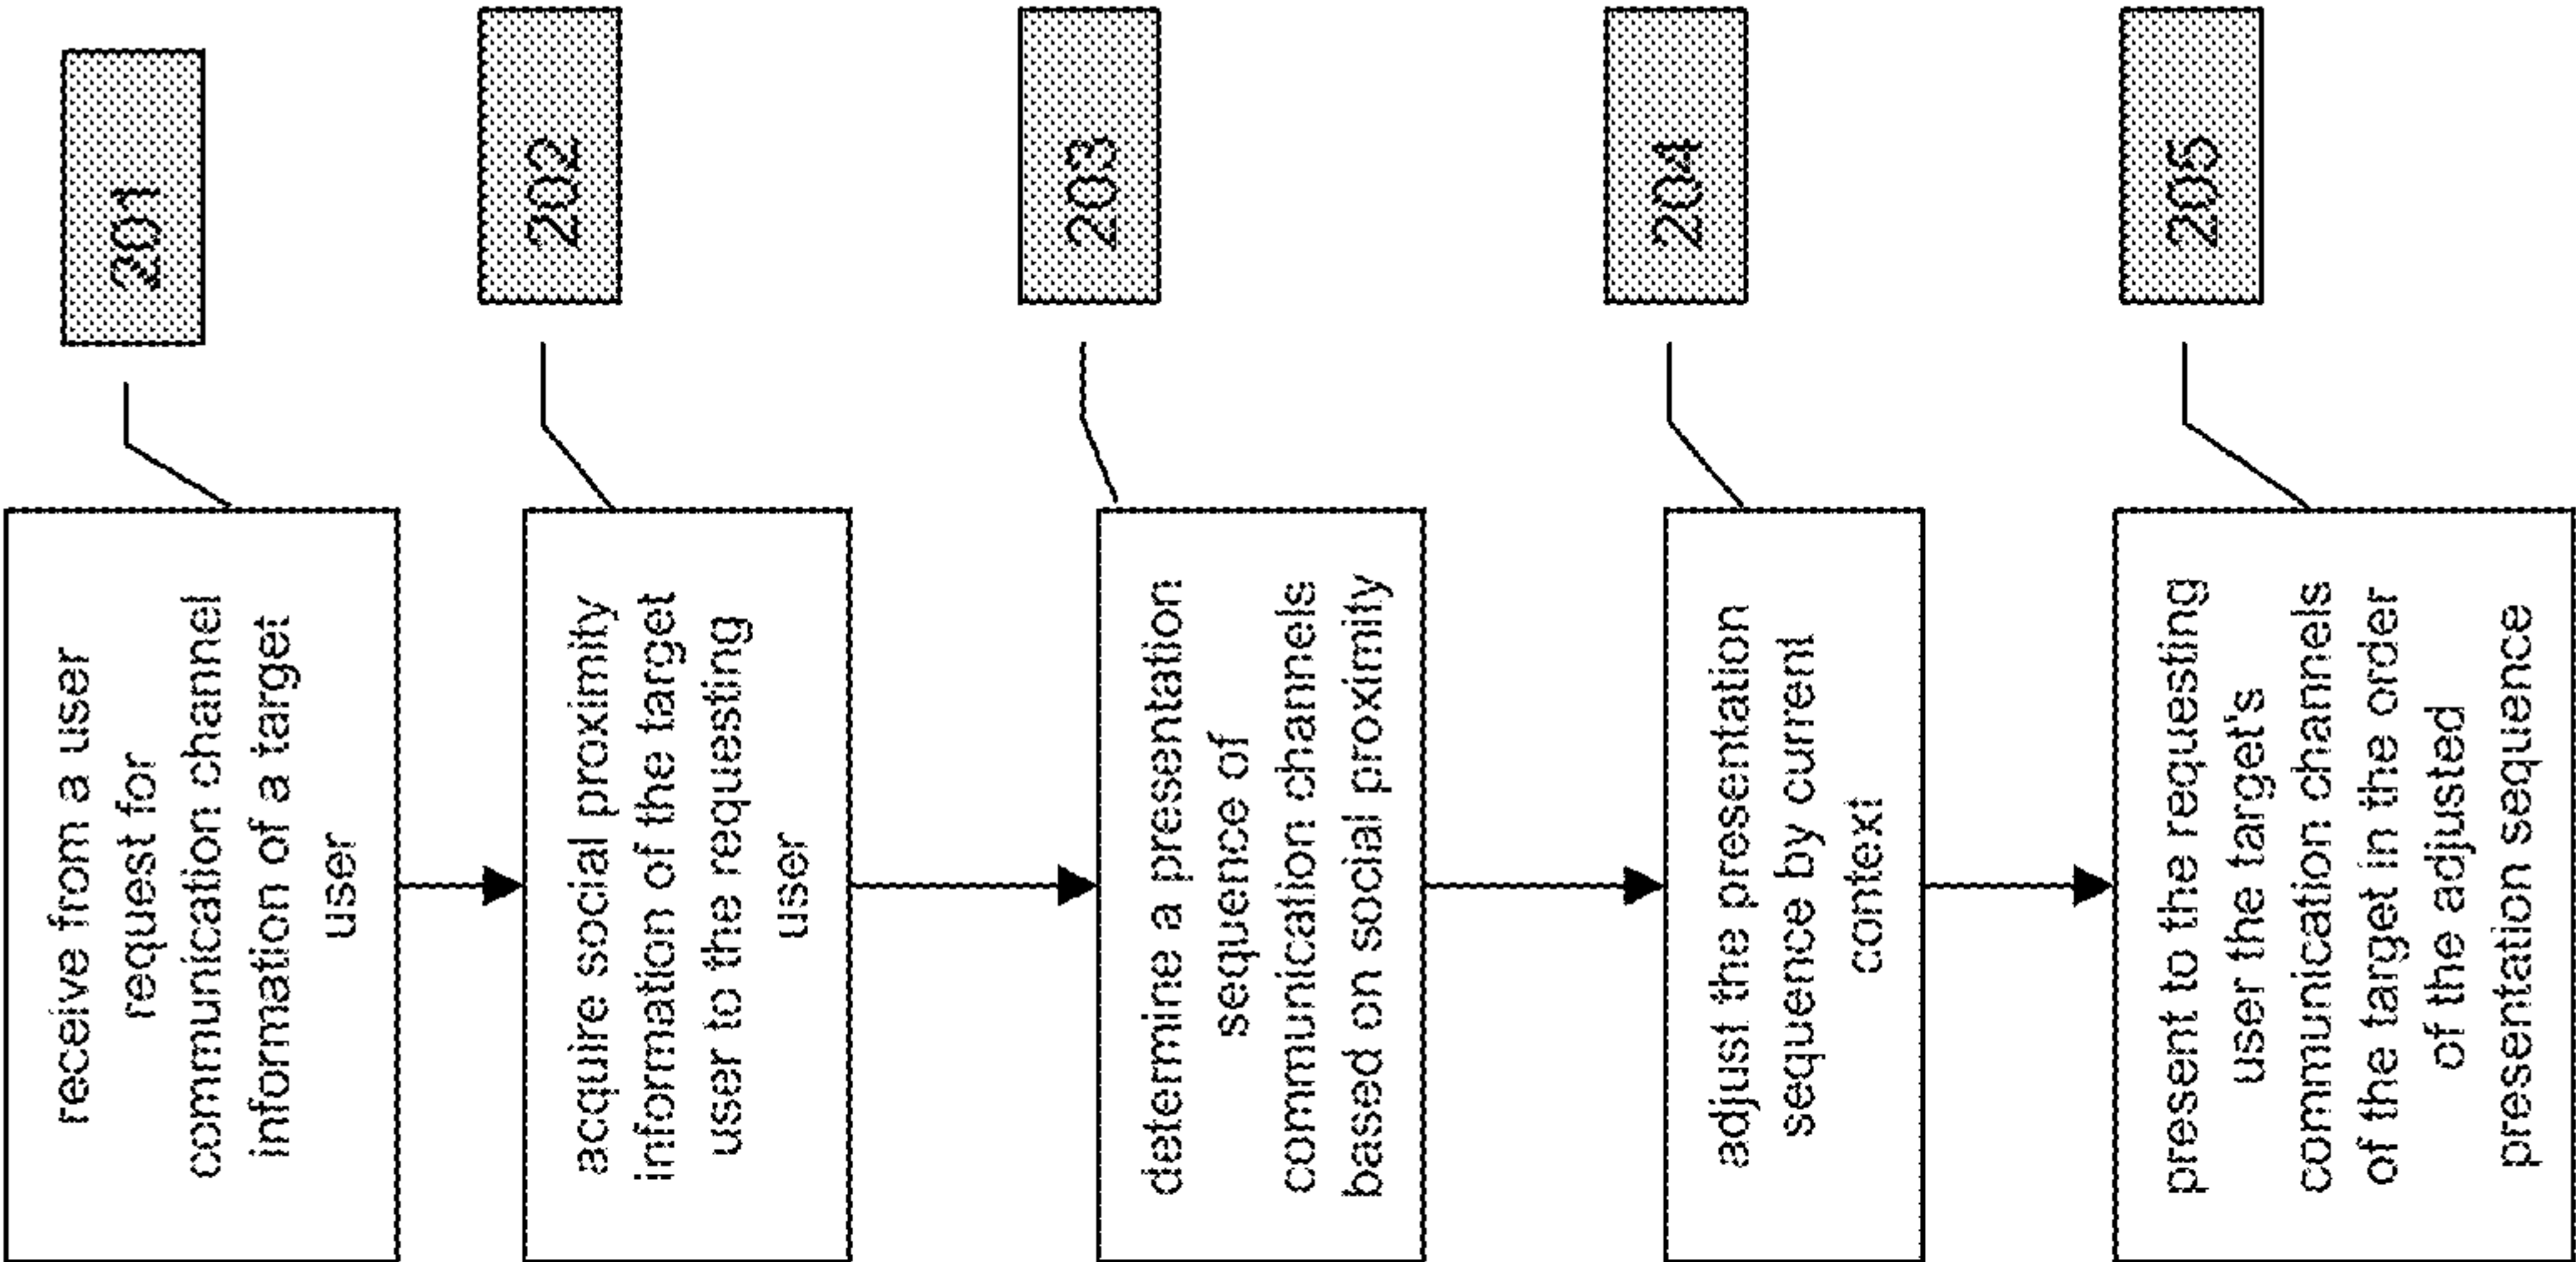 receive from a user
request for
communication channel
information of a target
user
201
acquire social proximity
information of the target
user to the requesting
user
202
determine a presentation
sequence of
communication channels
based on social proximity
203
adjust the presentation
sequence by current
context
204
present to the requesting
user the target's
communication channels
of the target in the order
of the adjusted
presentation sequence
205